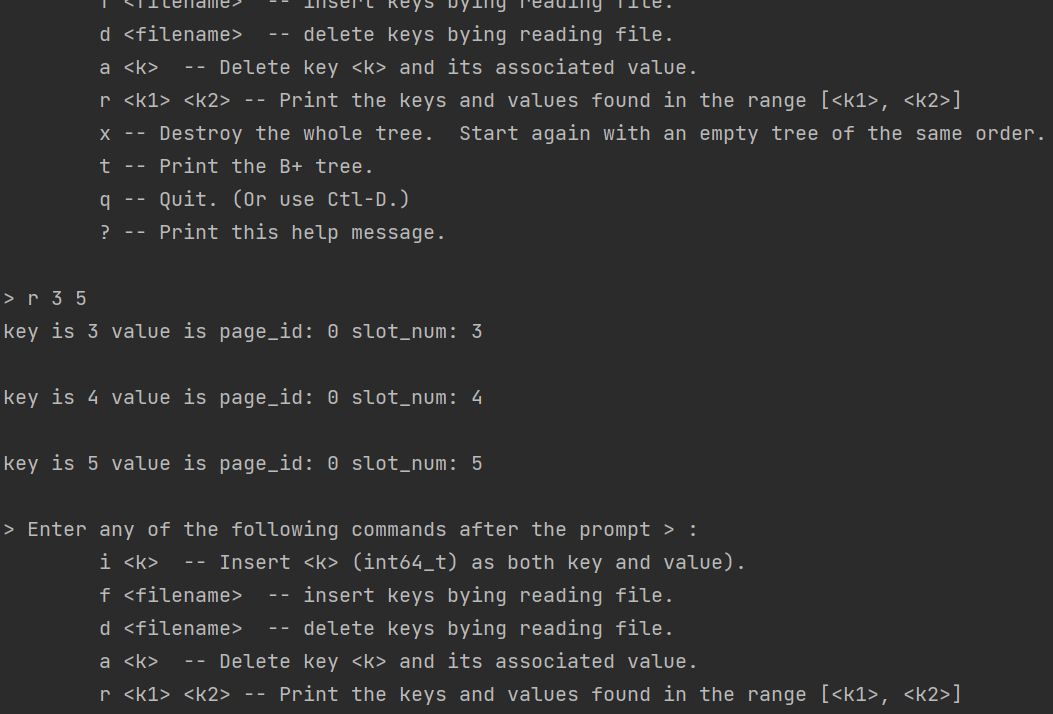 f <filename>  -- insert keys bying reading file.
d <filename>  -- delete keys bying reading file.
a <k>  -- Delete key <k> and its associated value.
r <k1> <k2> -- Print the keys and values found in the range [<k1>, <k2>]
x -- Destroy the whole tree.  Start again with an empty tree of the same order.
t -- Print the B+ tree.
q -- Quit. (Or use Ctl-D.)
? -- Print this help message.
> r 3 5
key is 3 value is page_id: 0 slot_num: 3
key is 4 value is page_id: 0 slot_num: 4
key is 5 value is page_id: 0 slot_num: 5
> Enter any of the following commands after the prompt > :
i <k>  -- Insert <k> (int64_t) as both key and value).
f <filename>  -- insert keys bying reading file.
d <filename>  -- delete keys bying reading file.
a <k>  -- Delete key <k> and its associated value.
r <k1> <k2> -- Print the keys and values found in the range [<k1>, <k2>]